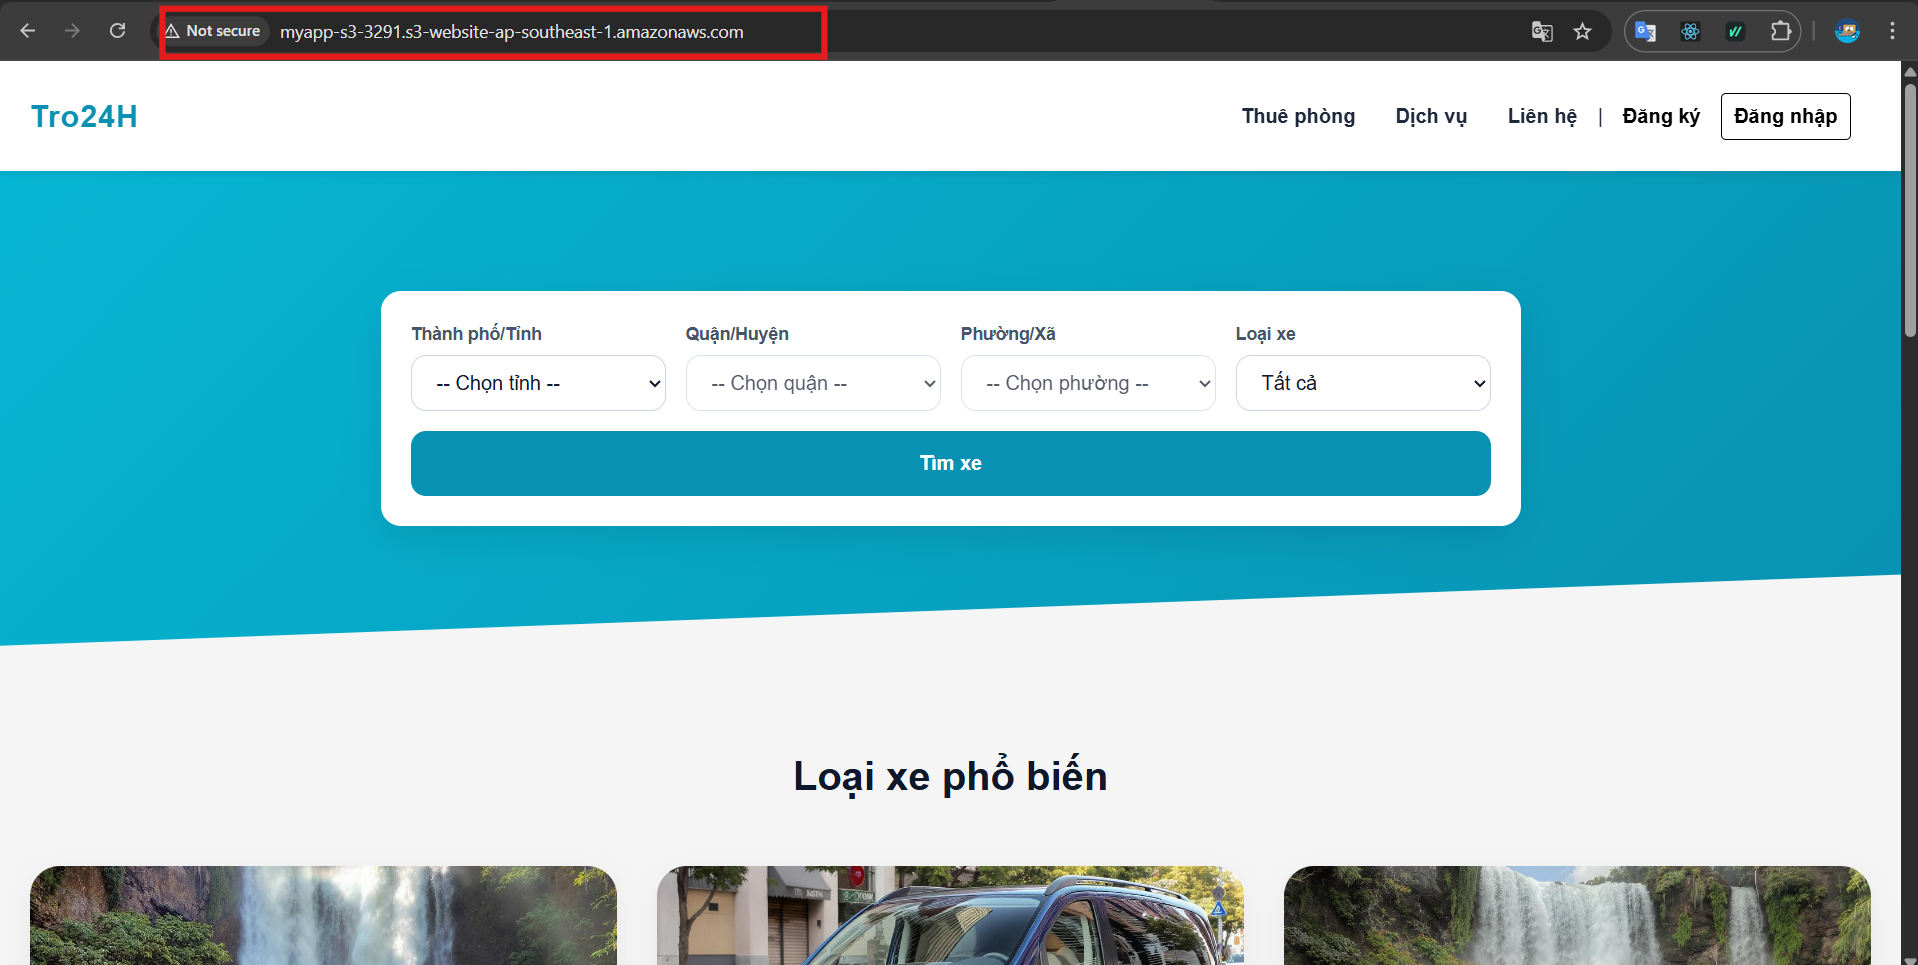 Not secure myapp-s3-3291.s3-website-ap-southeast-1.amazonaws.com
Tro24H
Thuê phòng Dịch vụ Liên hệ | Đăng ký Đăng nhập
Thành phố/Tỉnh Quận/Huyện Phường/Xã Loại xe
-- Chọn tỉnh -- -- Chọn quận -- -- Chọn phường -- Tất cả
Tìm xe
Loại xe phổ biến